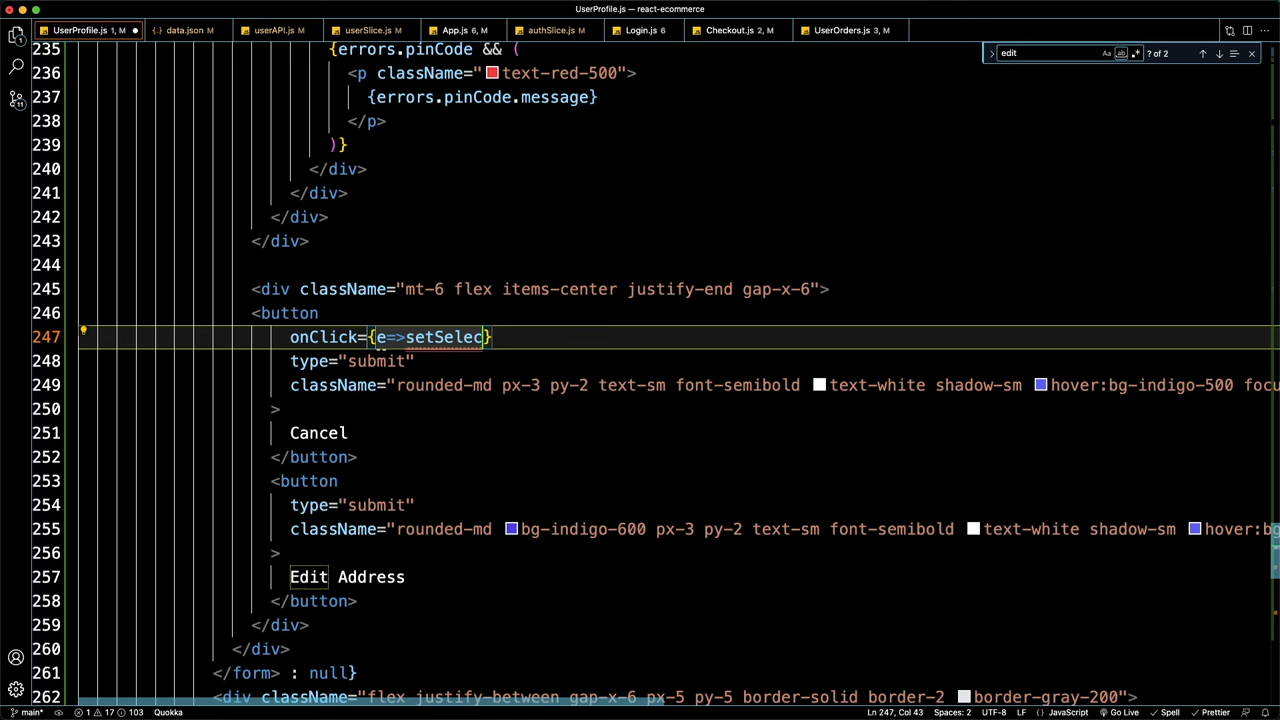 UserProfile.js — react-ecommerce
UserProfile.js 1, M
data.json M
userAPI.js M
userSlice.js M
App.js 6, M
authSlice.js M
Login.js 6
Checkout.js 2, M
UserOrders.js 3, M
edit
Aa ab .* ? of 2
235 {errors.pinCode && (
236 <p className="text-red-500">
237 {errors.pinCode.message}
238 </p>
239 )}
240 </div>
241 </div>
242 </div>
243 </div>
244
245 <div className="mt-6 flex items-center justify-end gap-x-6">
246 <button
247 onClick={e=>setSelec}
248 type="submit"
249 className="rounded-md px-3 py-2 text-sm font-semibold text-white shadow-sm hover:bg-indigo-500 focu
250 >
251 Cancel
252 </button>
253 <button
254 type="submit"
255 className="rounded-md bg-indigo-600 px-3 py-2 text-sm font-semibold text-white shadow-sm hover:bg
256 >
257 Edit Address
258 </button>
259 </div>
260 </div>
261 </form> : null}
262 <div className="flex justify-between gap-x-6 px-5 py-5 border-solid border-2 border-gray-200">
1
11
main* 1 17 103 Quokka
Ln 247, Col 43 Spaces: 2 UTF-8 LF JavaScript Go Live Spell Prettier